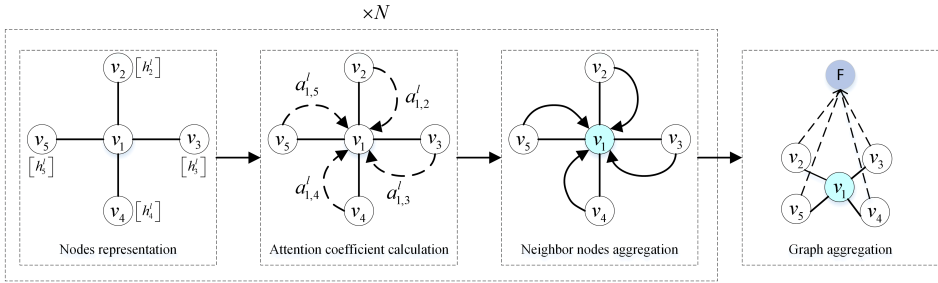 ×N
v₂ [h₂ˡ]
v₅ v₁ v₃
[h₅ˡ] [h₃ˡ]
v₄ [h₄ˡ]
Nodes representation
v₂
a₁,₅ˡ a₁,₂ˡ
v₅ v₁ v₃
a₁,₄ˡ a₁,₃ˡ
v₄
Attention coefficient calculation
v₂
v₅ v₁ v₃
v₄
Neighbor nodes aggregation
F
v₂ v₃
v₁
v₅ v₄
Graph aggregation